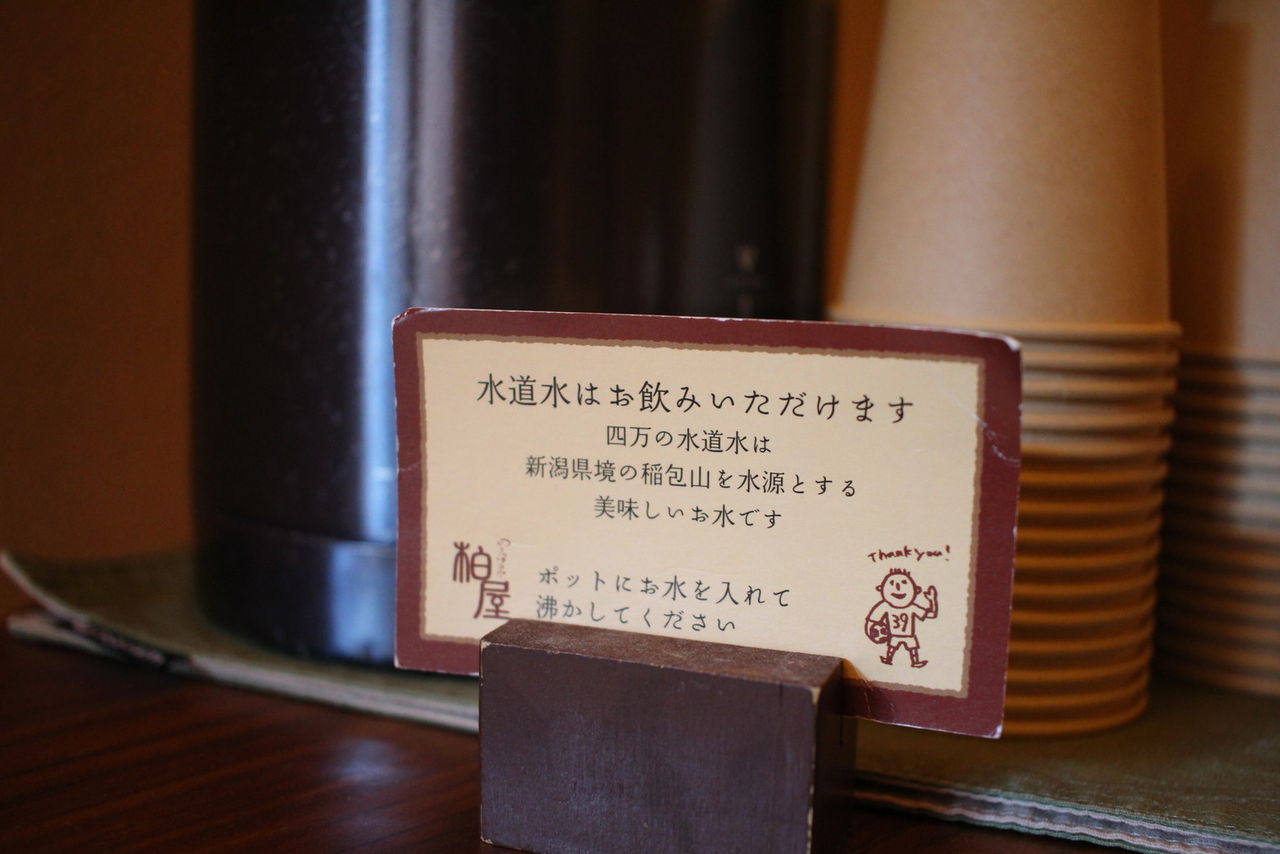 水道水はお飲みいただけます
四万の水道水は
新潟県境の稲包山を水源とする
美味しいお水です
柏屋
ポットにお水を入れて
沸かしてください
Thank you!
39